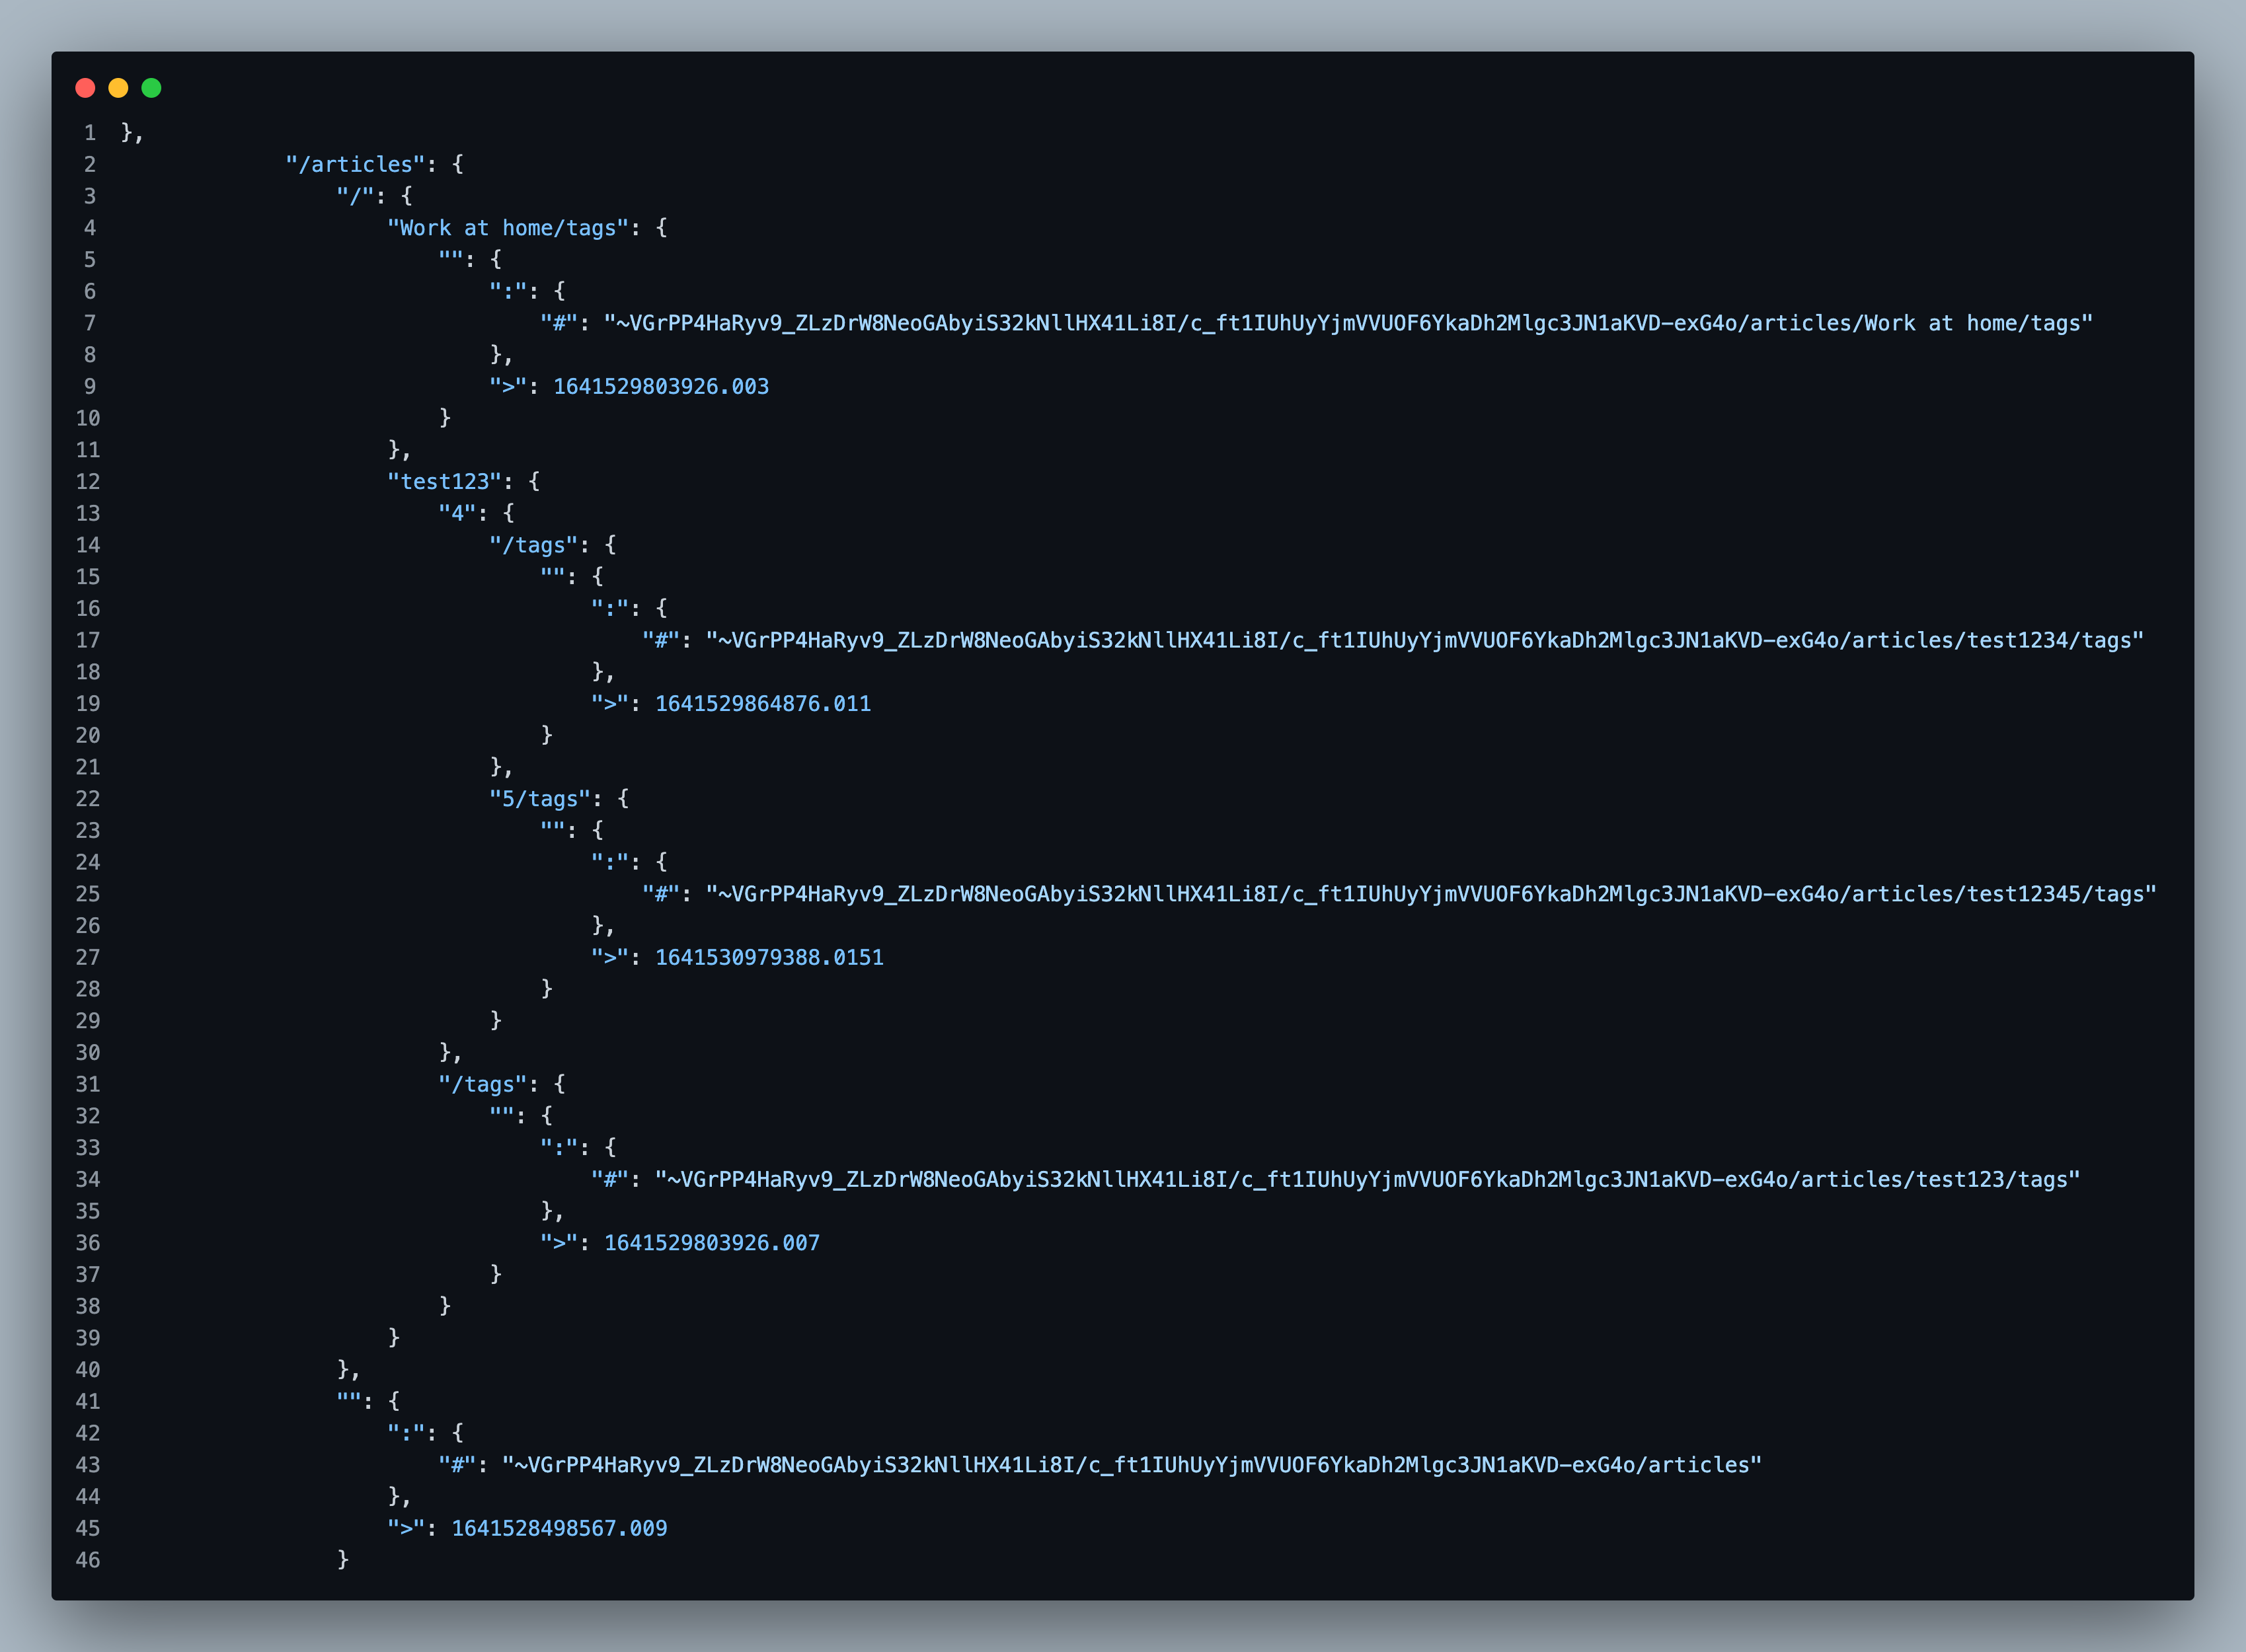 1 },
2 "/articles": {
3 "/": {
4 "Work at home/tags": {
5 "": {
6 ":": {
7 "#": "~VGrPP4HaRyv9_ZLzDrW8NeoGAbyiS32kNllHX41Li8I/c_ft1IUhUyYjmVVUOF6YkaDh2Mlgc3JN1aKVD-exG4o/articles/Work at home/tags"
8 },
9 ">": 1641529803926.003
10 }
11 },
12 "test123": {
13 "4": {
14 "/tags": {
15 "": {
16 ":": {
17 "#": "~VGrPP4HaRyv9_ZLzDrW8NeoGAbyiS32kNllHX41Li8I/c_ft1IUhUyYjmVVUOF6YkaDh2Mlgc3JN1aKVD-exG4o/articles/test1234/tags"
18 },
19 ">": 1641529864876.011
20 }
21 },
22 "5/tags": {
23 "": {
24 ":": {
25 "#": "~VGrPP4HaRyv9_ZLzDrW8NeoGAbyiS32kNllHX41Li8I/c_ft1IUhUyYjmVVUOF6YkaDh2Mlgc3JN1aKVD-exG4o/articles/test12345/tags"
26 },
27 ">": 1641530979388.0151
28 }
29 }
30 },
31 "/tags": {
32 "": {
33 ":": {
34 "#": "~VGrPP4HaRyv9_ZLzDrW8NeoGAbyiS32kNllHX41Li8I/c_ft1IUhUyYjmVVUOF6YkaDh2Mlgc3JN1aKVD-exG4o/articles/test123/tags"
35 },
36 ">": 1641529803926.007
37 }
38 }
39 }
40 },
41 "": {
42 ":": {
43 "#": "~VGrPP4HaRyv9_ZLzDrW8NeoGAbyiS32kNllHX41Li8I/c_ft1IUhUyYjmVVUOF6YkaDh2Mlgc3JN1aKVD-exG4o/articles"
44 },
45 ">": 1641528498567.009
46 }